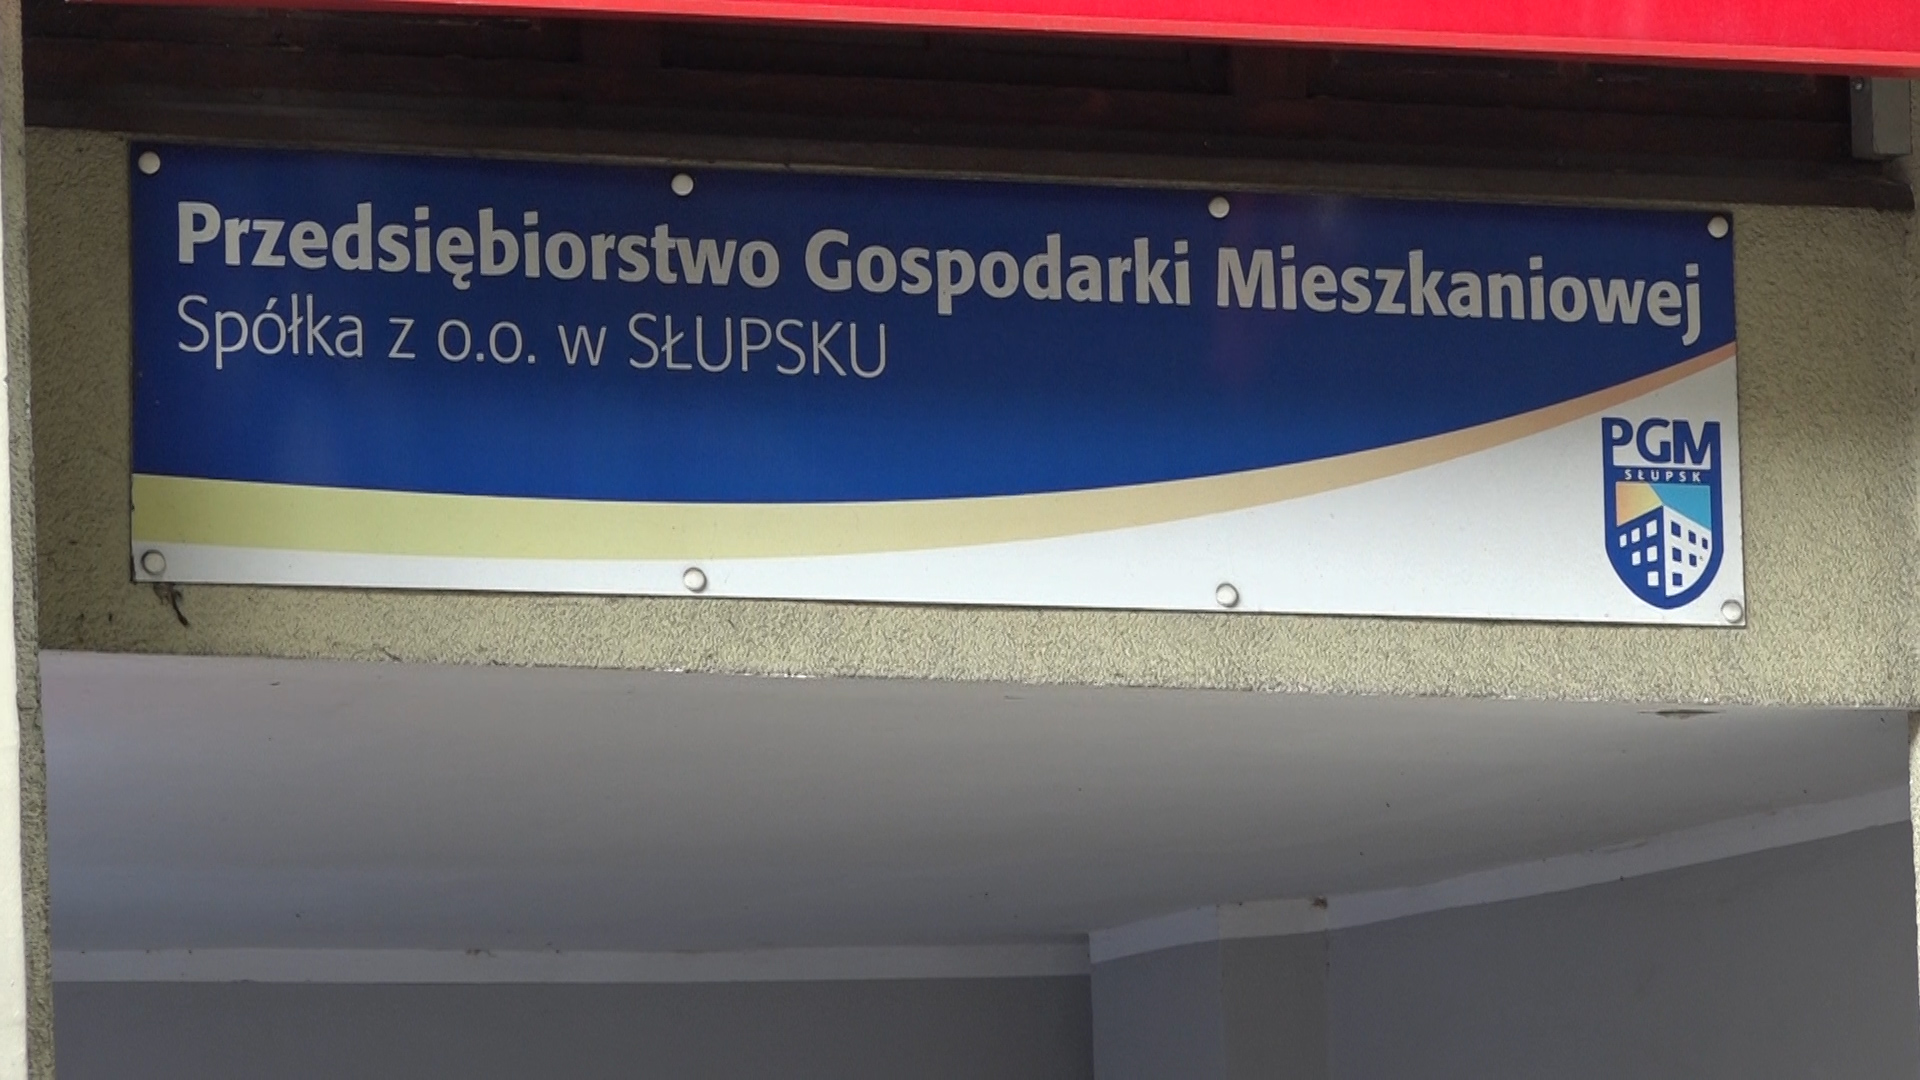 Przedsiębiorstwo Gospodarki Mieszkaniowej
Spółka z o.o. w SŁUPSKU
PGM
SŁUPSK